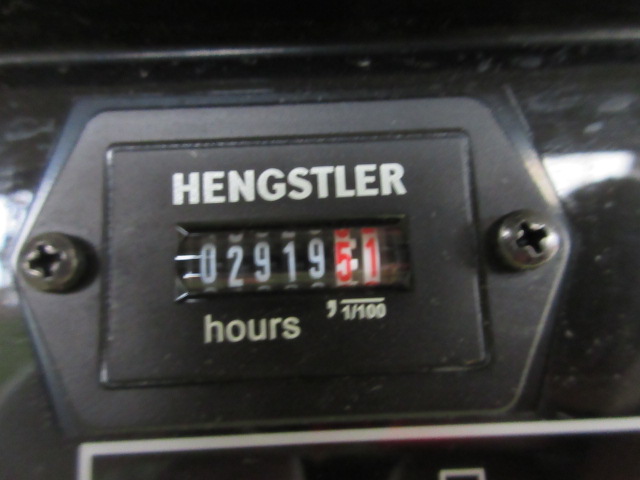 HENGSTLER
0291951
hours , 1/100